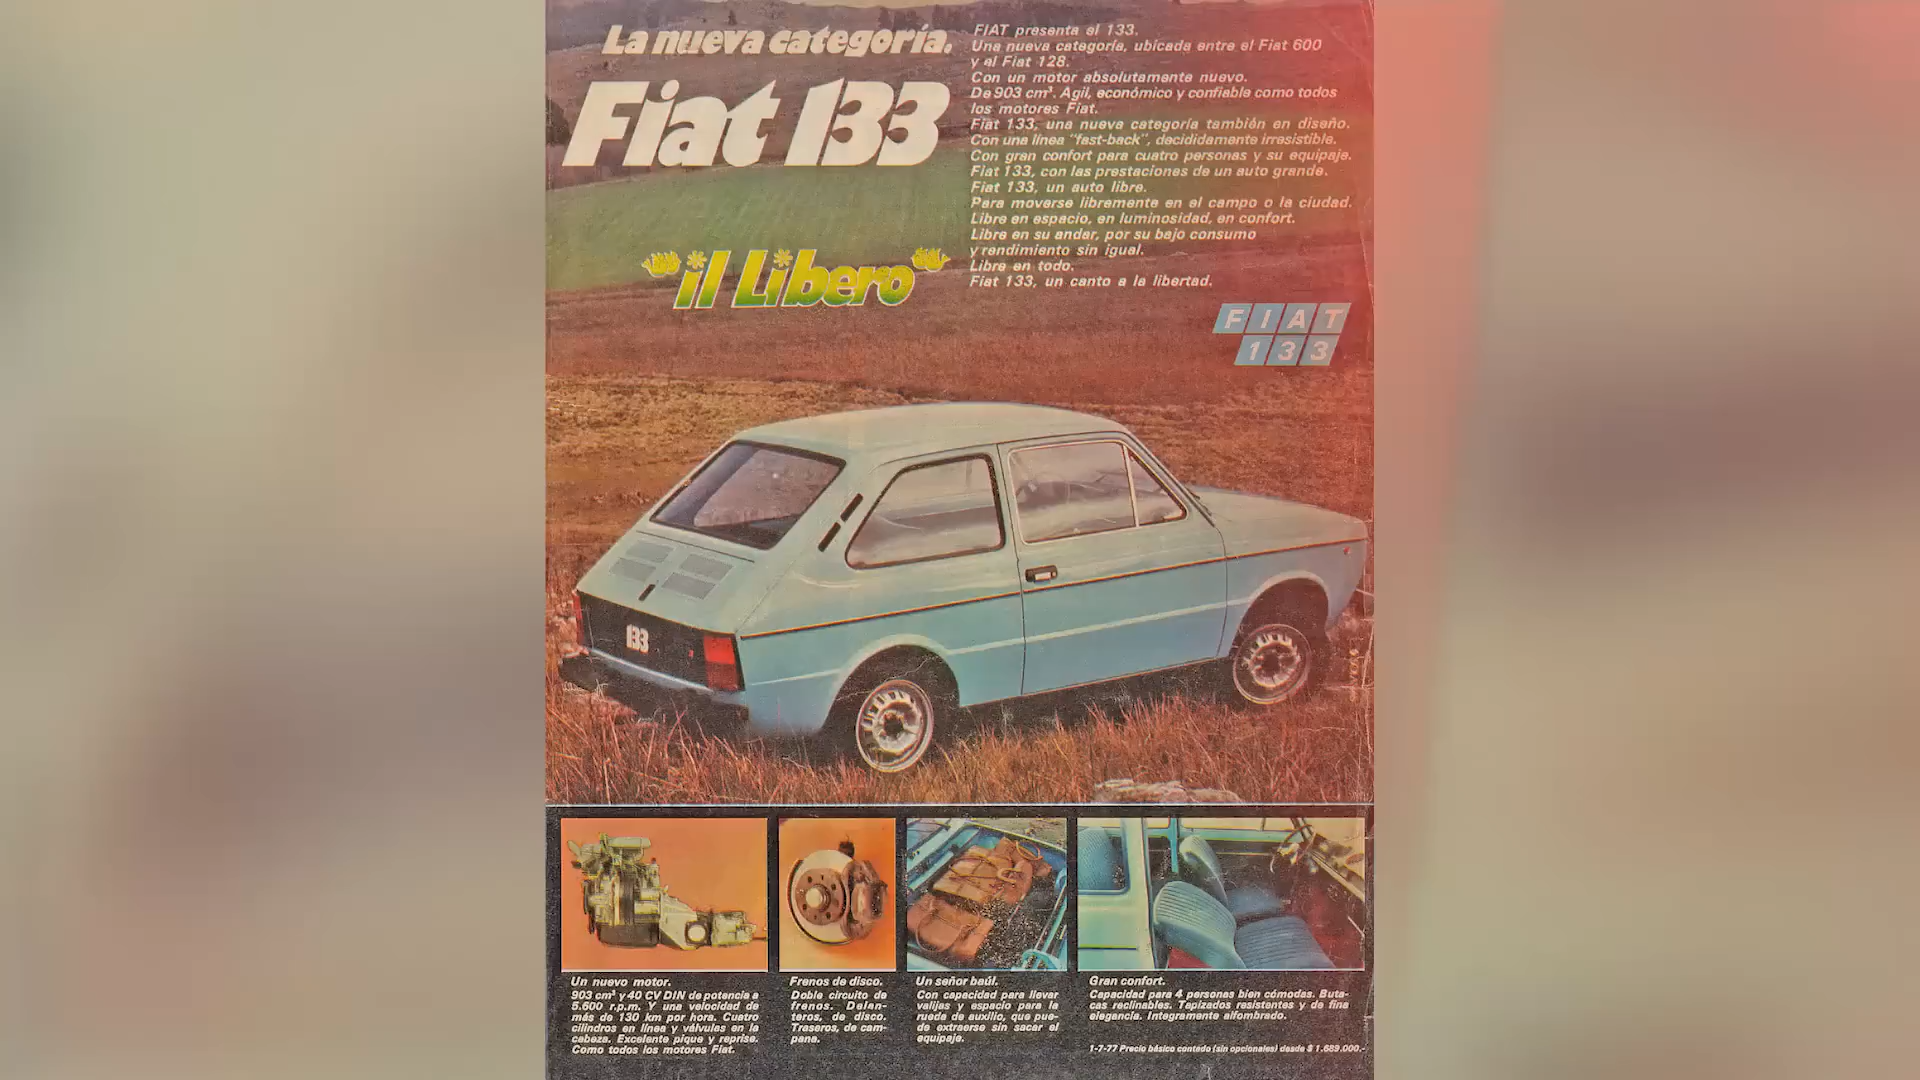 La nueva categoría.
Fiat 133
FIAT presenta el 133.
Una nueva categoría, ubicada entre el Fiat 600
y el Fiat 128.
Con un motor absolutamente nuevo.
De 903 cm³. Agil, económico y confiable como todos
los motores Fiat.
Fiat 133, una nueva categoría también en diseño.
Con una línea "fast-back", decididamente irresistible.
Con gran confort para cuatro personas y su equipaje.
Fiat 133, con las prestaciones de un auto grande.
Fiat 133, un auto libre.
Para moverse libremente en el campo o la ciudad.
Libre en espacio, en luminosidad, en confort.
Libre en su andar, por su bajo consumo
y rendimiento sin igual.
Libre en todo.
Fiat 133, un canto a la libertad.
il Libero
FIAT
133
133
Un nuevo motor.
903 cm³ y 40 CV DIN de potencia a
5.600 r.p.m. Y una velocidad de
más de 130 km por hora. Cuatro
cilindros en línea y válvulas en la
cabeza. Excelente pique y reprise.
Como todos los motores Fiat.
Frenos de disco.
Doble circuito de
frenos. Delan-
teros, de disco.
Traseros, de cam-
pana.
Un señor baúl.
Con capacidad para llevar
valijas y espacio para la
rueda de auxilio, que pue-
de extraerse sin sacar el
equipaje.
Gran confort.
Capacidad para 4 personas bien cómodas. Buta-
cas reclinables. Tapizados resistentes y de fina
elegancia. Integramente alfombrado.
1-7-77 Precio básico contado (sin opcionales) desde $ 1.689.000.-